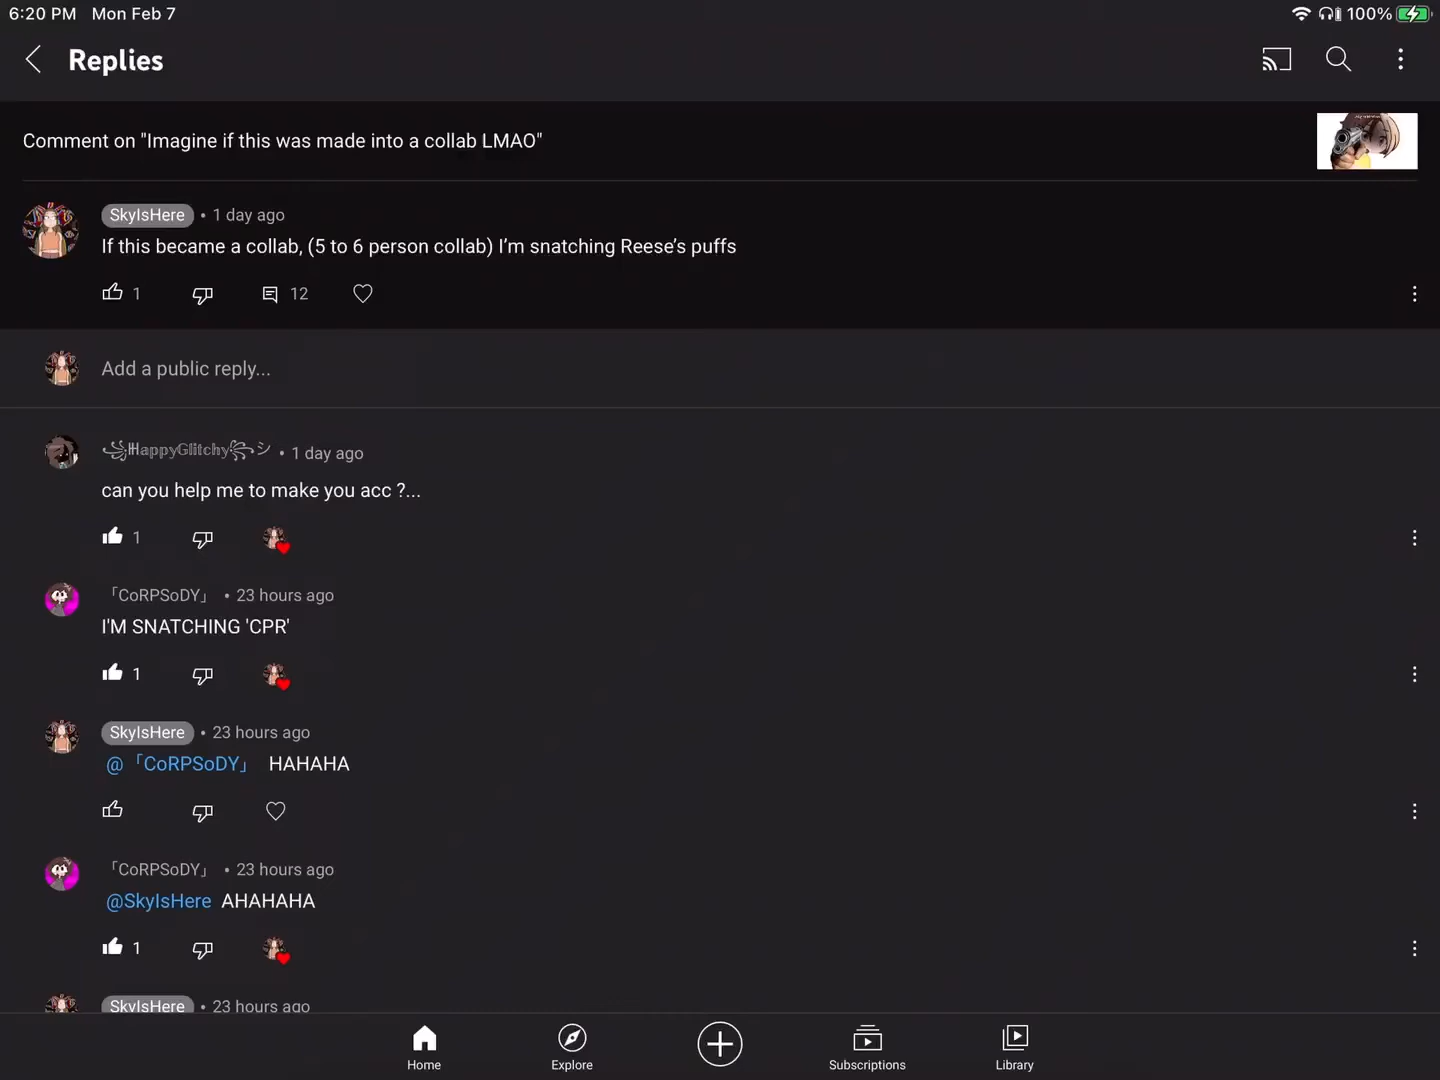 6:20 PM Mon Feb 7
100%
Replies
Comment on "Imagine if this was made into a collab LMAO"
SkyIsHere • 1 day ago
If this became a collab, (5 to 6 person collab) I'm snatching Reese's puffs
1 12
Add a public reply...
꧁ℍ𝕒𝕡𝕡𝕪𝔾𝕝𝕚𝕥𝕔𝕙𝕪꧂シ • 1 day ago
can you help me to make you acc ?...
1
「CoRPSoDY」 • 23 hours ago
I'M SNATCHING 'CPR'
1
SkyIsHere • 23 hours ago
@「CoRPSoDY」 HAHAHA
「CoRPSoDY」 • 23 hours ago
@SkyIsHere AHAHAHA
1
SkyIsHere • 23 hours ago
Home Explore Subscriptions Library